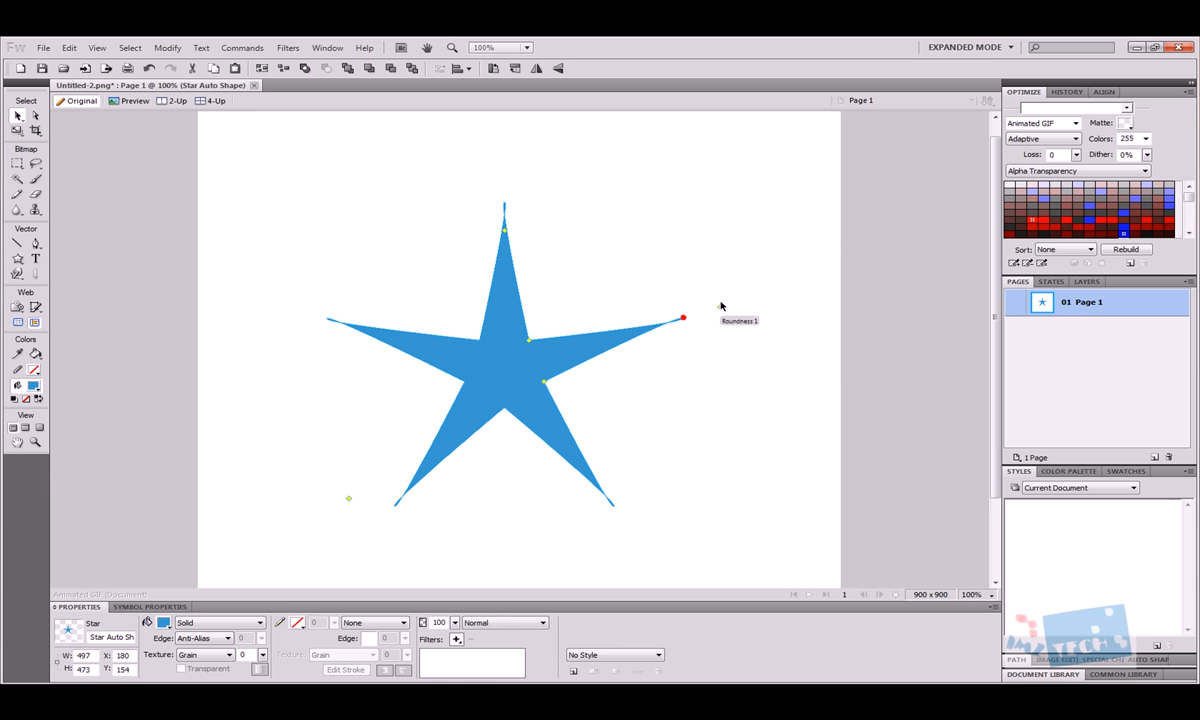 Fw File Edit View Select Modify Text Commands Filters Window Help Br 100% EXPANDED MODE
Untitled-2.png* : Page 1 @ 100% (Star Auto Shape)
Original Preview 2-Up 4-Up Page 1
Select
Bitmap
Vector
T
Web
Colors
View
Roundness 1
OPTIMIZE HISTORY ALIGN
Animated GIF Matte:
Adaptive Colors: 255
Loss: 0 Dither: 0%
Alpha Transparency
Sort: None Rebuild
PAGES STATES LAYERS
01 Page 1
1 Page
STYLES COLOR PALETTE SWATCHES
Current Document
PATH IMAGE EDIT SPECIAL CH AUTO SHAP
DOCUMENT LIBRARY COMMON LIBRARY
Animated GIF (Document) 1 900 x 900 100%
PROPERTIES SYMBOL PROPERTIES
Star Solid 0 None 100 Normal
Star Auto Sh Edge: Anti-Alias 0 Edge: 0 Filters:
W: 497 X: 180 Texture: Grain 0 Texture: Grain 0 No Style
H: 473 Y: 154 Transparent Edit Stroke